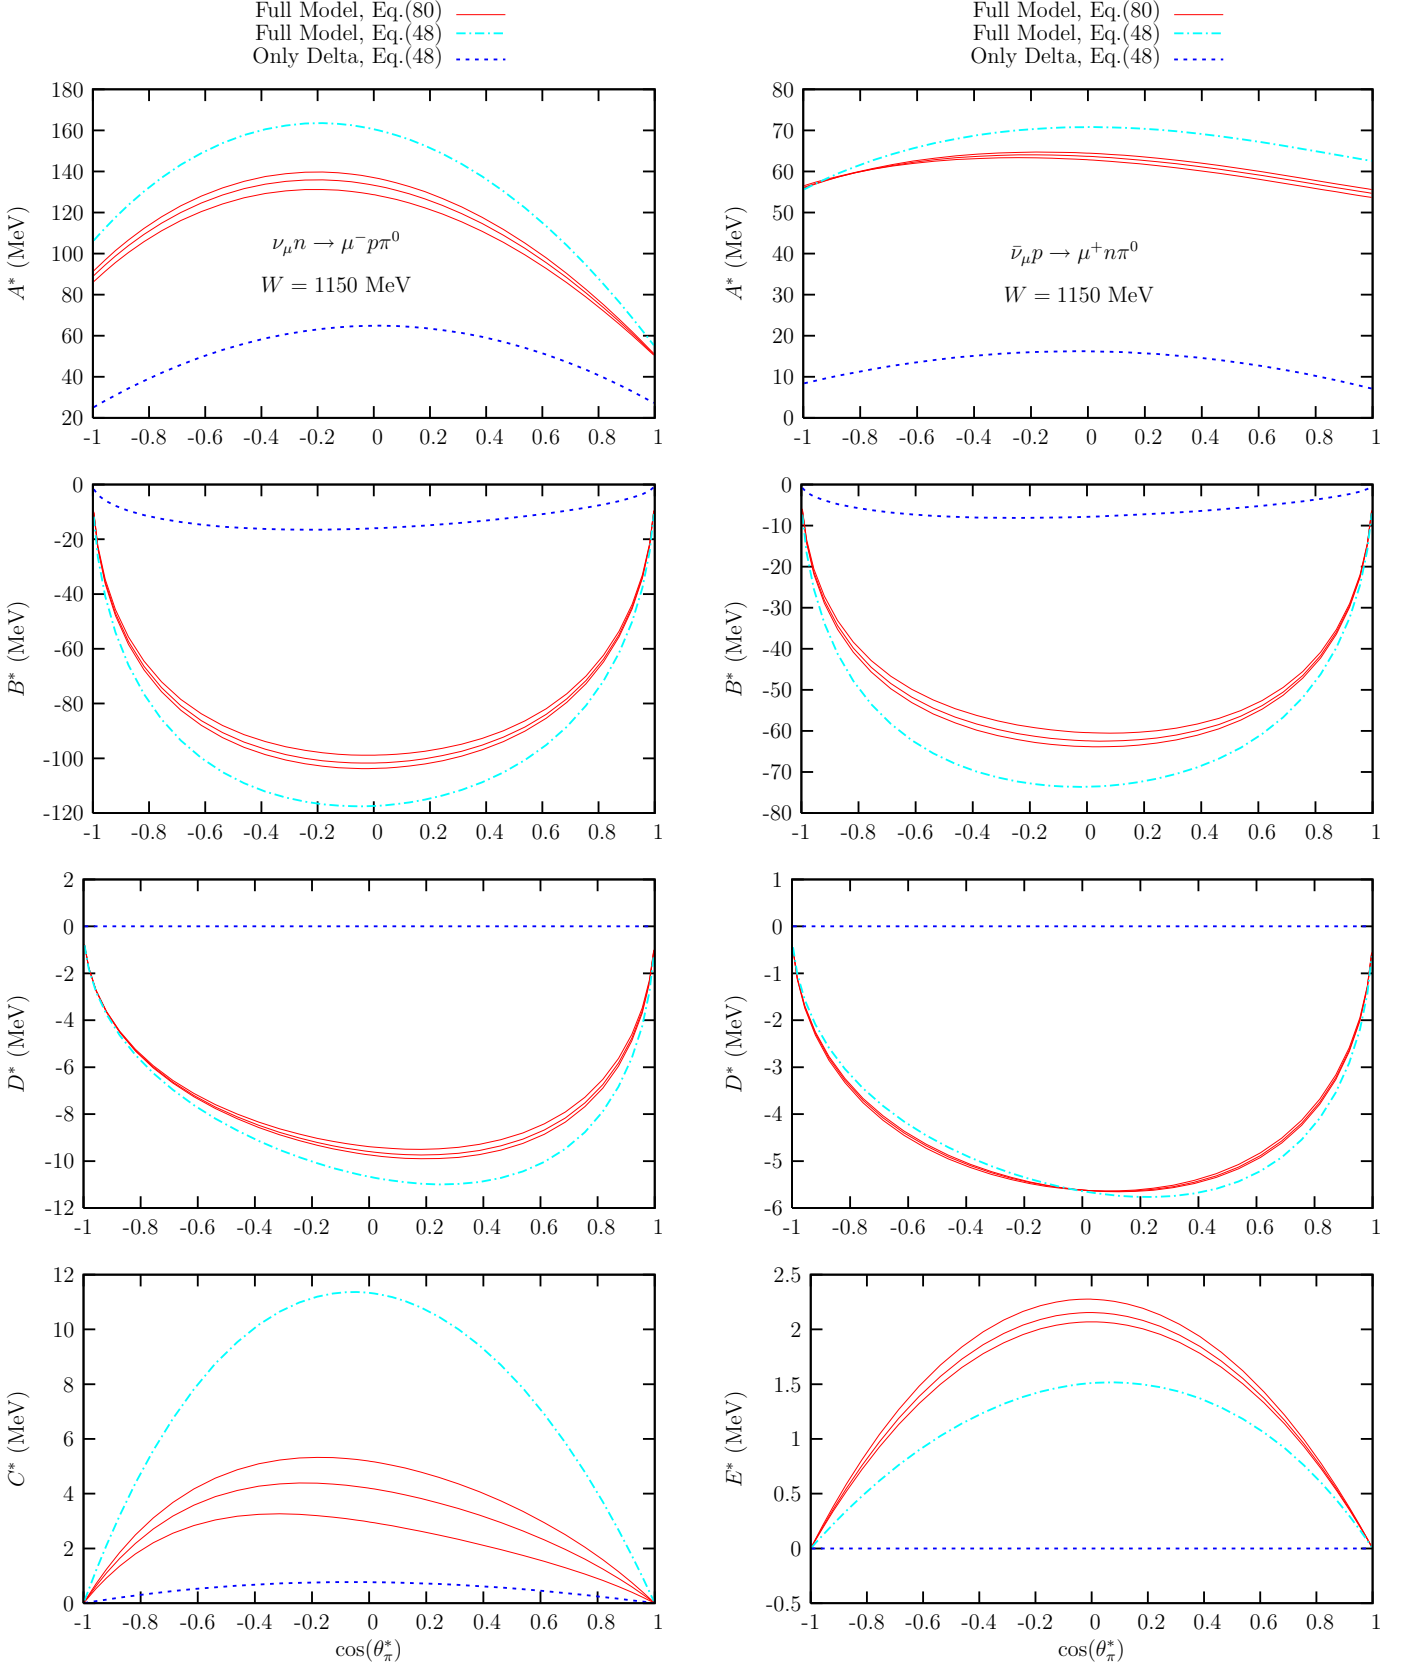 Full Model, Eq.(80)
Full Model, Eq.(48)
Only Delta, Eq.(48)
Full Model, Eq.(80)
Full Model, Eq.(48)
Only Delta, Eq.(48)
180
160
140
120
100
80
60
40
20
A* (MeV)
νμn → μ−pπ0
W = 1150 MeV
-1 -0.8 -0.6 -0.4 -0.2 0 0.2 0.4 0.6 0.8 1
80
70
60
50
40
30
20
10
0
A* (MeV)
ν̄μp → μ+nπ0
W = 1150 MeV
-1 -0.8 -0.6 -0.4 -0.2 0 0.2 0.4 0.6 0.8 1
0
-20
-40
-60
-80
-100
-120
B* (MeV)
-1 -0.8 -0.6 -0.4 -0.2 0 0.2 0.4 0.6 0.8 1
0
-10
-20
-30
-40
-50
-60
-70
-80
B* (MeV)
-1 -0.8 -0.6 -0.4 -0.2 0 0.2 0.4 0.6 0.8 1
2
0
-2
-4
-6
-8
-10
-12
D* (MeV)
-1 -0.8 -0.6 -0.4 -0.2 0 0.2 0.4 0.6 0.8 1
1
0
-1
-2
-3
-4
-5
-6
D* (MeV)
-1 -0.8 -0.6 -0.4 -0.2 0 0.2 0.4 0.6 0.8 1
12
10
8
6
4
2
0
C* (MeV)
-1 -0.8 -0.6 -0.4 -0.2 0 0.2 0.4 0.6 0.8 1
cos(θ*π)
2.5
2
1.5
1
0.5
0
-0.5
E* (MeV)
-1 -0.8 -0.6 -0.4 -0.2 0 0.2 0.4 0.6 0.8 1
cos(θ*π)